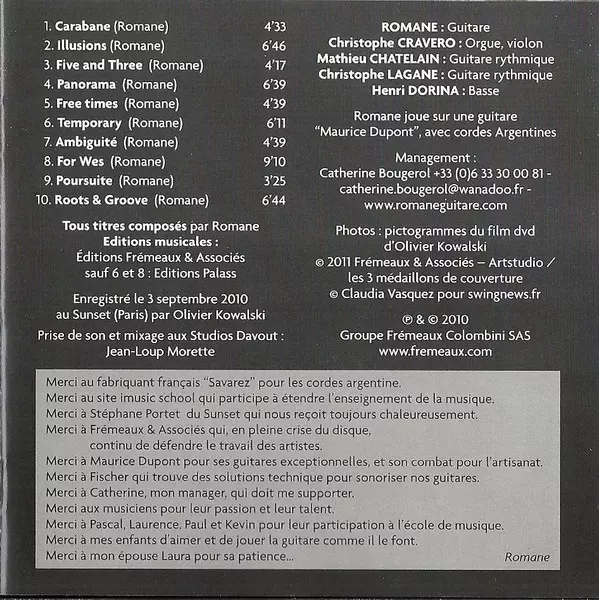 1. Carabane (Romane) 4'33
2. Illusions (Romane) 6'46
3. Five and Three (Romane) 4'17
4. Panorama (Romane) 6'39
5. Free times (Romane) 4'39
6. Temporary (Romane) 6'11
7. Ambiguité (Romane) 4'39
8. For Wes (Romane) 9'10
9. Poursuite (Romane) 3'25
10. Roots & Groove (Romane) 6'44
Tous titres composés par Romane
Editions musicales :
Éditions Frémeaux & Associés
sauf 6 et 8 : Editions Palass
Enregistré le 3 septembre 2010
au Sunset (Paris) par Olivier Kowalski
Prise de son et mixage aux Studios Davout :
Jean-Loup Morette
ROMANE : Guitare
Christophe CRAVERO : Orgue, violon
Mathieu CHATELAIN : Guitare rythmique
Christophe LAGANE : Guitare rythmique
Henri DORINA : Basse
Romane joue sur une guitare
"Maurice Dupont", avec cordes Argentines
Management :
Catherine Bougerol +33 (0)6 33 30 00 81 -
catherine.bougerol@wanadoo.fr -
www.romaneguitare.com
Photos : pictogrammes du film dvd
d'Olivier Kowalski
© 2011 Frémeaux & Associés – Artstudio /
les 3 médaillons de couverture
© Claudia Vasquez pour swingnews.fr
℗ & © 2010
Groupe Frémeaux Colombini SAS
www.fremeaux.com
Merci au fabriquant français "Savarez" pour les cordes argentine.
Merci au site imusic school qui participe à étendre l'enseignement de la musique.
Merci à Stéphane Portet du Sunset qui nous reçoit toujours chaleureusement.
Merci à Frémeaux & Associés qui, en pleine crise du disque,
continu de défendre le travail des artistes.
Merci à Maurice Dupont pour ses guitares exceptionnelles, et son combat pour l'artisanat.
Merci à Fischer qui trouve des solutions technique pour sonoriser nos guitares.
Merci à Catherine, mon manager, qui doit me supporter.
Merci aux musiciens pour leur passion et leur talent.
Merci à Pascal, Laurence, Paul et Kevin pour leur participation à l'école de musique.
Merci à mes enfants d'aimer et de jouer la guitare comme il le font.
Merci à mon épouse Laura pour sa patience... Romane